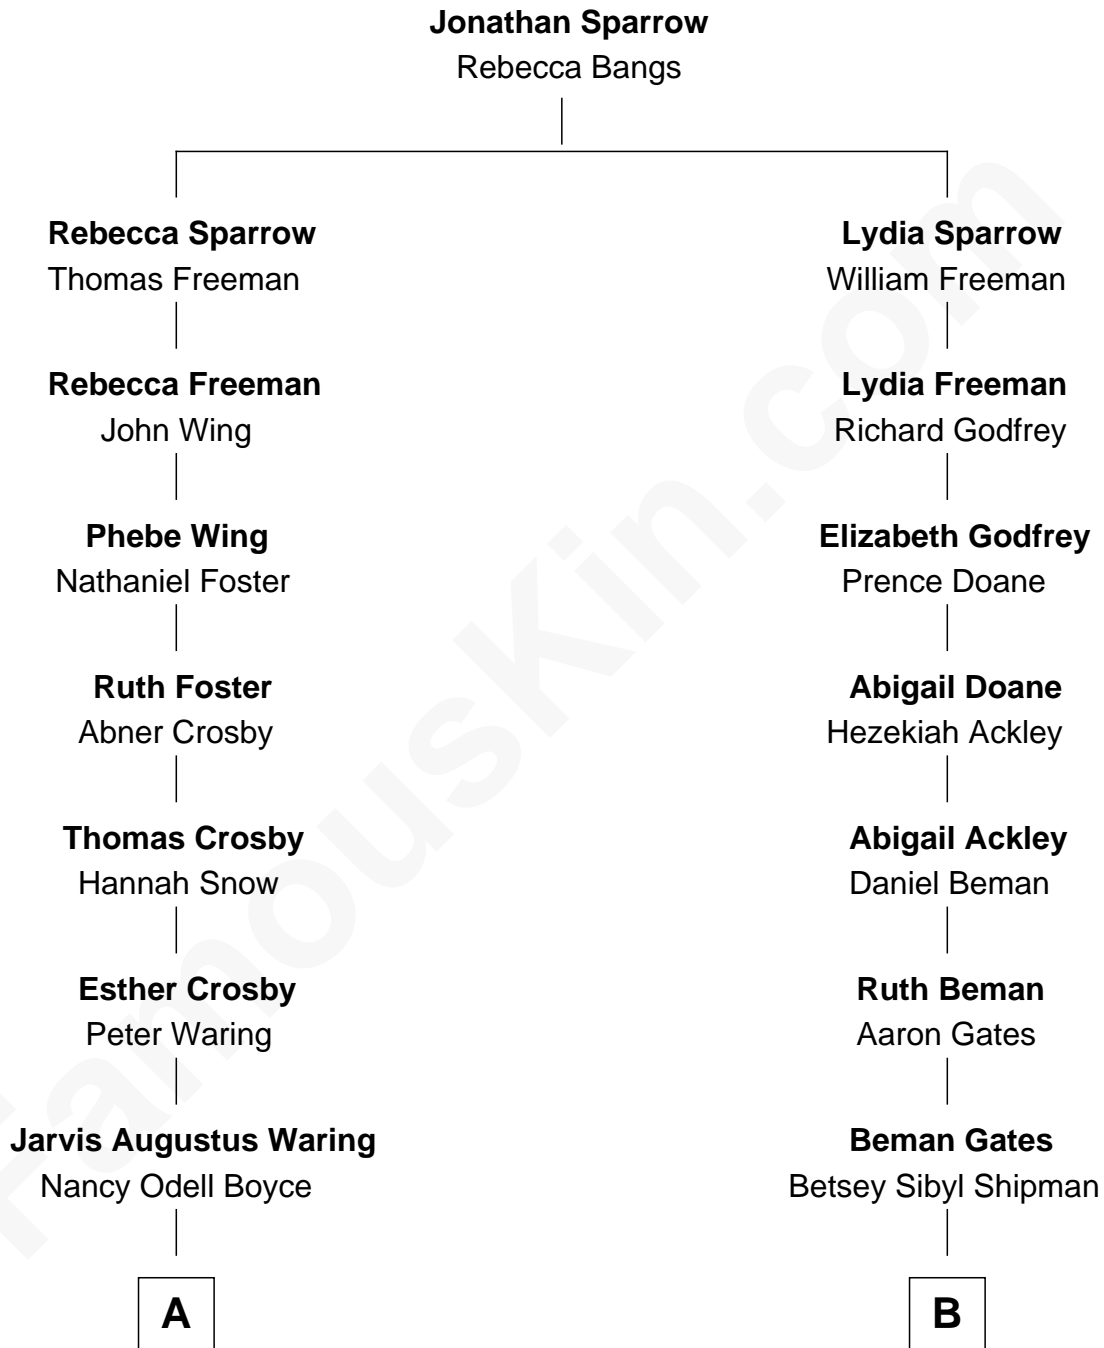 Jonathan Sparrow
Rebecca Bangs
Rebecca Sparrow
Thomas Freeman
Lydia Sparrow
William Freeman
Rebecca Freeman
John Wing
Lydia Freeman
Richard Godfrey
Phebe Wing
Nathaniel Foster
Elizabeth Godfrey
Prence Doane
Ruth Foster
Abner Crosby
Abigail Doane
Hezekiah Ackley
Thomas Crosby
Hannah Snow
Abigail Ackley
Daniel Beman
Esther Crosby
Peter Waring
Ruth Beman
Aaron Gates
Jarvis Augustus Waring
Nancy Odell Boyce
Beman Gates
Betsey Sibyl Shipman
A
B
FamousKin.com